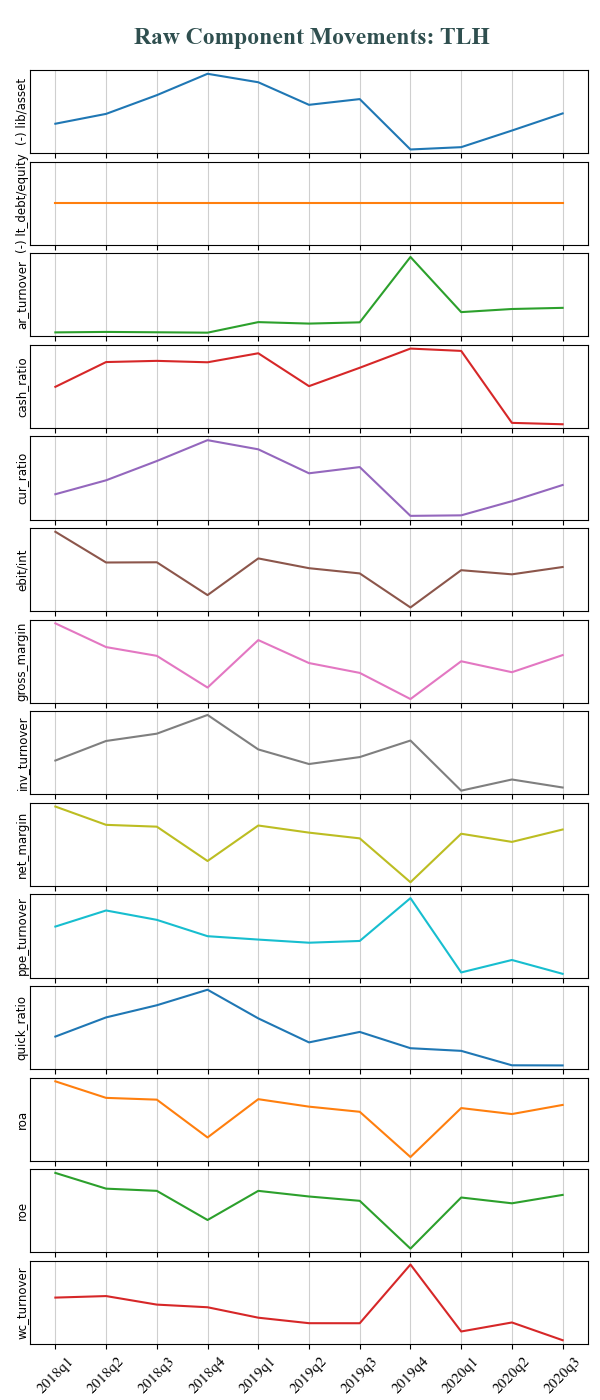 Raw Component Movements: TLH
(-) lib/asset
(-) lt_debt/equity
ar_turnover
cash_ratio
cur_ratio
ebit/int
gross_margin
inv_turnover
net_margin
ppe_turnover
quick_ratio
roa
roe
wc_turnover
2018q1 2018q2 2018q3 2018q4 2019q1 2019q2 2019q3 2019q4 2020q1 2020q2 2020q3